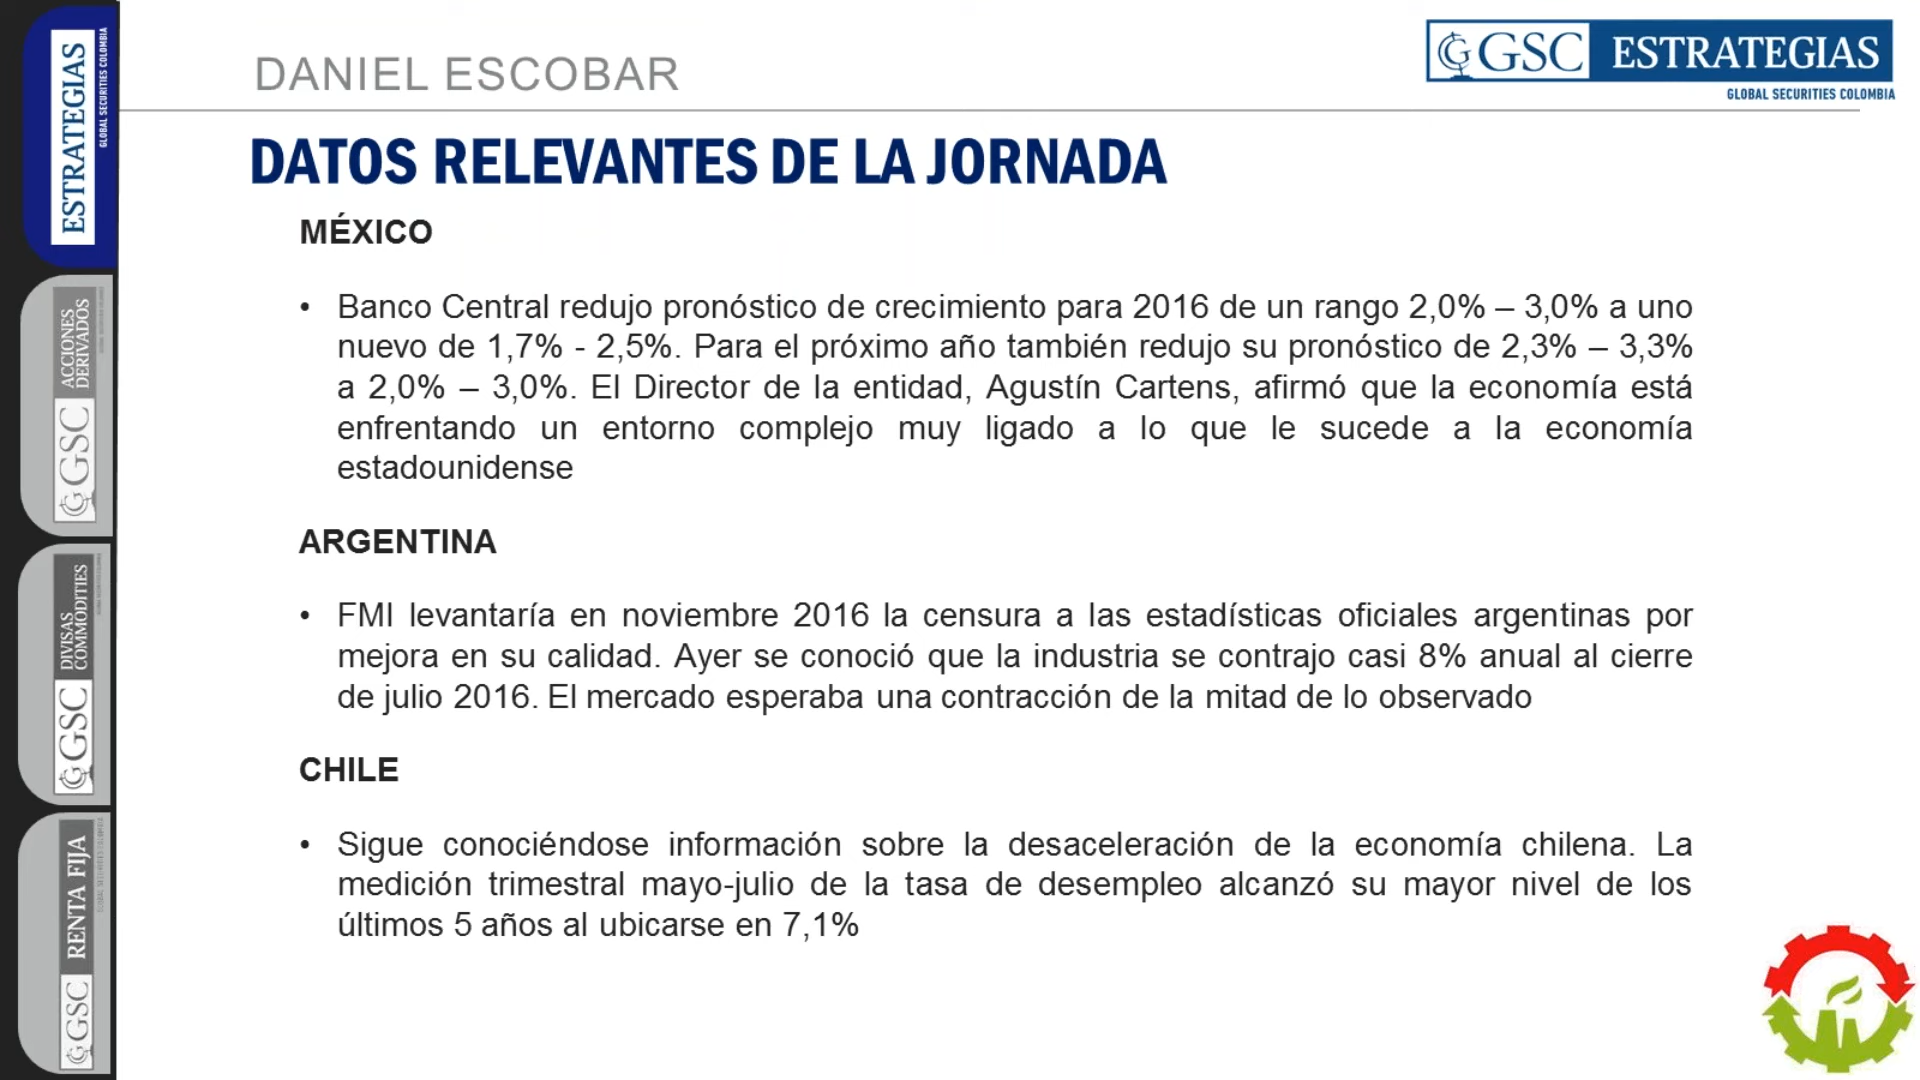 DANIEL ESCOBAR
GSC ESTRATEGIAS
GLOBAL SECURITIES COLOMBIA
DATOS RELEVANTES DE LA JORNADA
MÉXICO
• Banco Central redujo pronóstico de crecimiento para 2016 de un rango 2,0% – 3,0% a uno
nuevo de 1,7% - 2,5%. Para el próximo año también redujo su pronóstico de 2,3% – 3,3%
a 2,0% – 3,0%. El Director de la entidad, Agustín Cartens, afirmó que la economía está
enfrentando un entorno complejo muy ligado a lo que le sucede a la economía
estadounidense
ARGENTINA
• FMI levantaría en noviembre 2016 la censura a las estadísticas oficiales argentinas por
mejora en su calidad. Ayer se conoció que la industria se contrajo casi 8% anual al cierre
de julio 2016. El mercado esperaba una contracción de la mitad de lo observado
CHILE
• Sigue conociéndose información sobre la desaceleración de la economía chilena. La
medición trimestral mayo-julio de la tasa de desempleo alcanzó su mayor nivel de los
últimos 5 años al ubicarse en 7,1%
ESTRATEGIAS
GLOBAL SECURITIES COLOMBIA
GSC ACCIONES
DERIVADOS
GSC DIVISAS
COMMODITIES
GSC RENTA FIJA